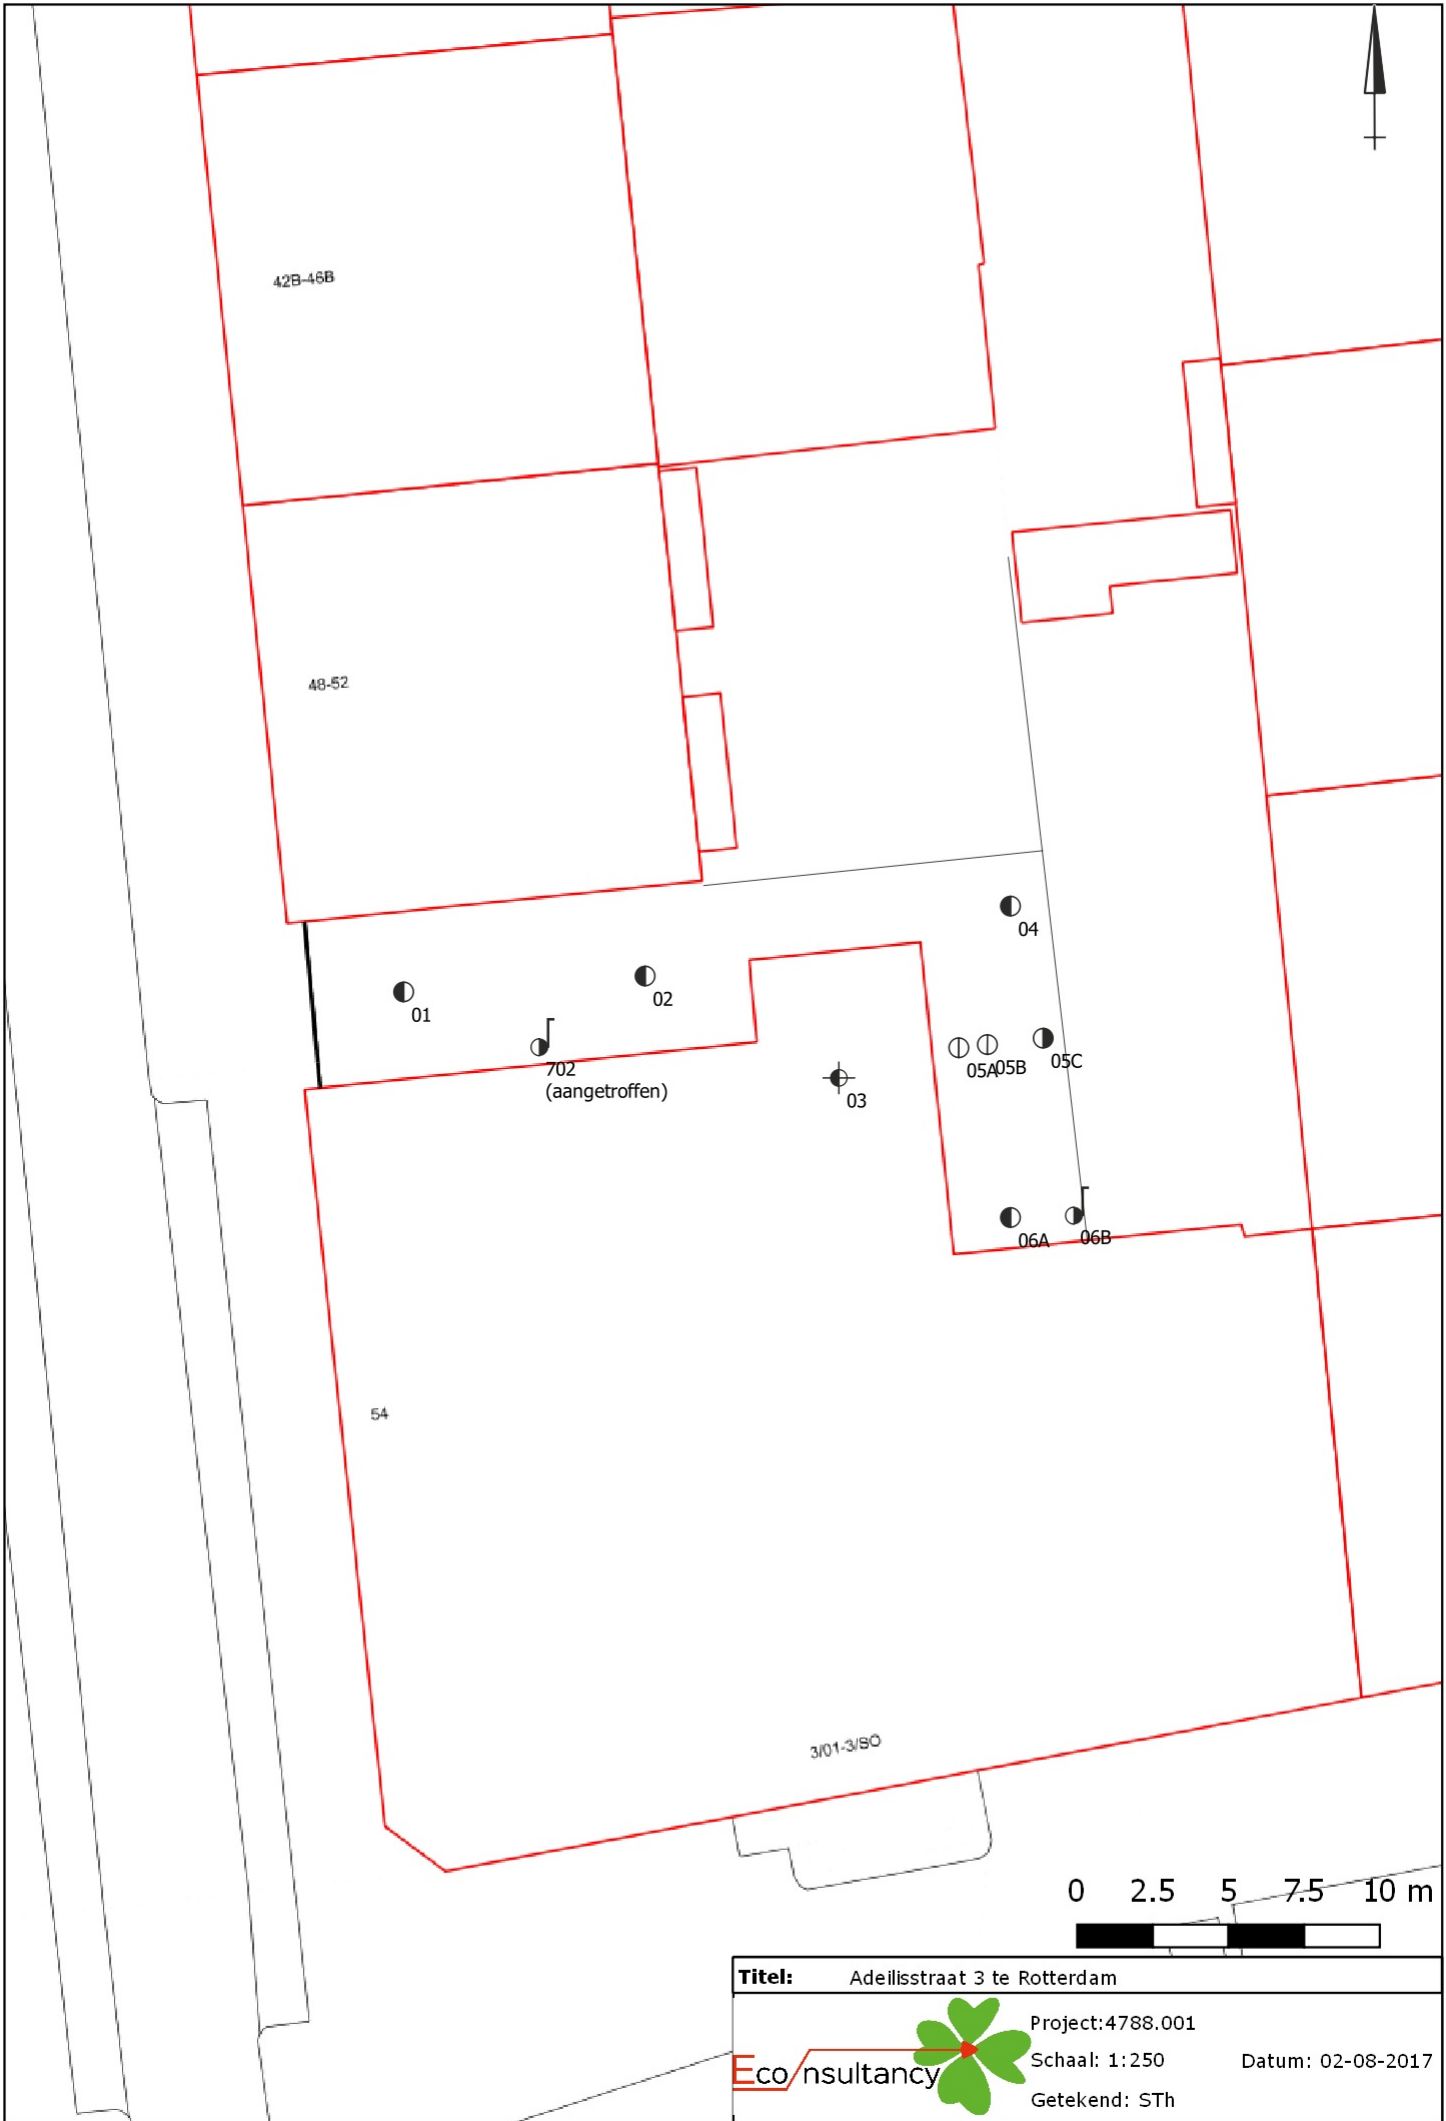 42B-46B
48-52
04
01
02
702
(aangetroffen)
05A
05B
05C
03
06A
06B
54
3/01-3/SO
0 2.5 5 7.5 10 m
Titel: Adeilisstraat 3 te Rotterdam
Econsultancy
Project:4788.001
Schaal: 1:250
Datum: 02-08-2017
Getekend: STh